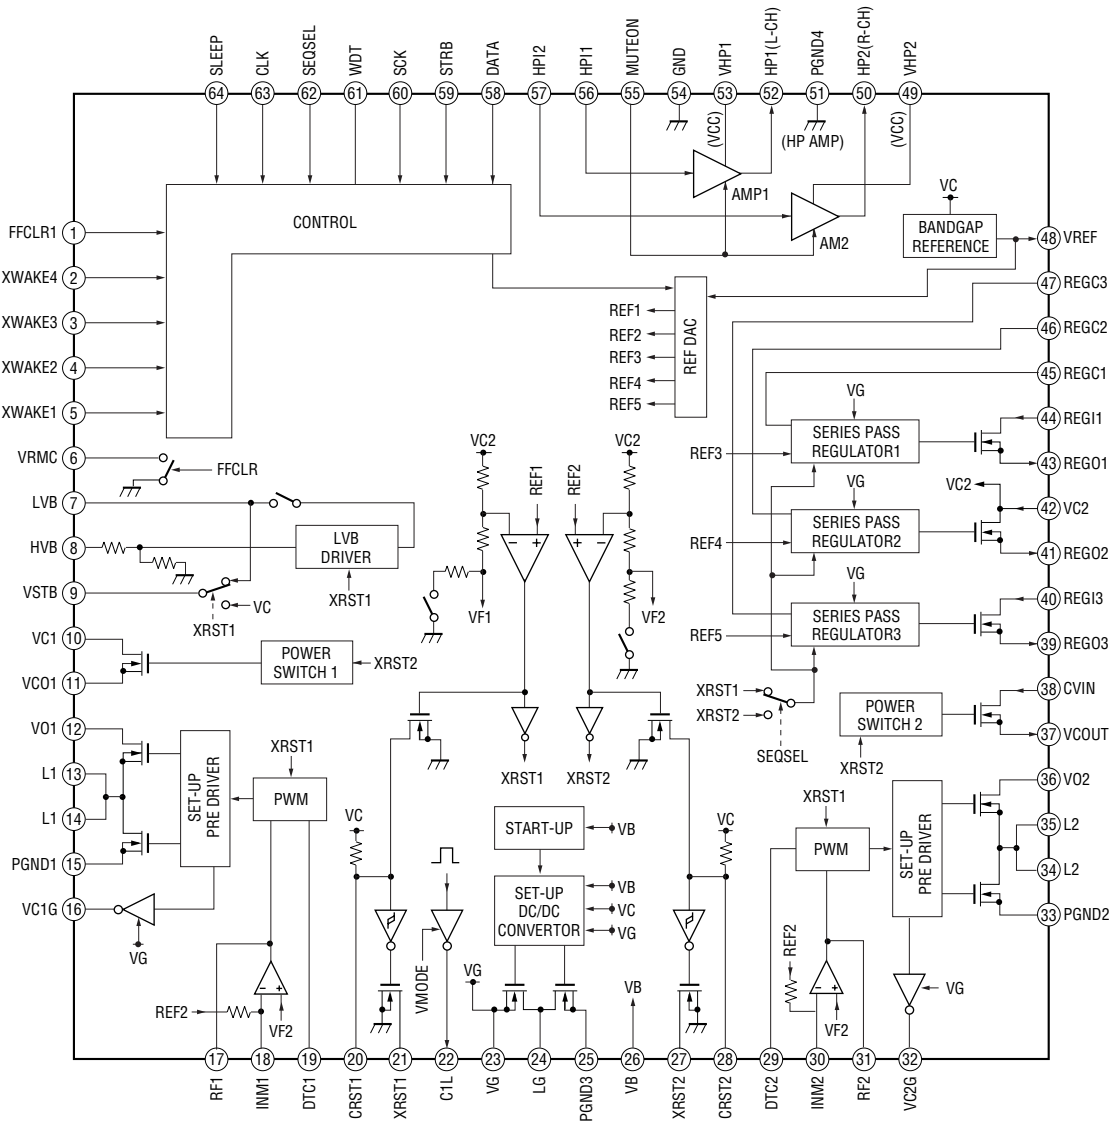 SLEEP
CLK
SEQSEL
WDT
SCK
STRB
DATA
HPI2
HPI1
MUTEON
GND
VHP1
HP1(L-CH)
PGND4
HP2(R-CH)
VHP2
64
63
62
61
60
59
58
57
56
55
54
53
52
51
50
49
(VCC)
(HP AMP)
(VCC)
AMP1
AM2
CONTROL
VC
BANDGAP
REFERENCE
FFCLR1
1
XWAKE4
2
XWAKE3
3
XWAKE2
4
XWAKE1
5
VRMC
6
FFCLR
LVB
7
HVB
8
LVB
DRIVER
XRST1
VSTB
9
VC
XRST1
VC1
10
VCO1
11
POWER
SWITCH 1
XRST2
VO1
12
L1
13
L1
14
PGND1
15
VC1G
16
SET-UP
PRE DRIVER
XRST1
PWM
VG
REF2
VF2
REF DAC
REF1
REF2
REF3
REF4
REF5
VC2
REF1
REF2
VC2
− +
+ −
VF1
VF2
XRST1
XRST2
VC
VMODE
START-UP
VB
SET-UP
DC/DC
CONVERTOR
VB
VC
VG
VG
VB
VC
48
VREF
47
REGC3
46
REGC2
45
REGC1
44
REGI1
43
REGO1
42
VC2
41
REGO2
40
REGI3
39
REGO3
38
CVIN
37
VCOUT
36
VO2
35
L2
34
L2
33
PGND2
VG
SERIES PASS
REGULATOR1
REF3
VG
VC2
SERIES PASS
REGULATOR2
REF4
VG
SERIES PASS
REGULATOR3
REF5
XRST1
XRST2
SEQSEL
POWER
SWITCH 2
XRST2
XRST1
PWM
SET-UP
PRE DRIVER
REF2
− +
− +
VF2
VG
17
18
19
20
21
22
23
24
25
26
27
28
29
30
31
32
RF1
INM1
DTC1
CRST1
XRST1
C1L
VG
LG
PGND3
VB
XRST2
CRST2
DTC2
INM2
RF2
VC2G